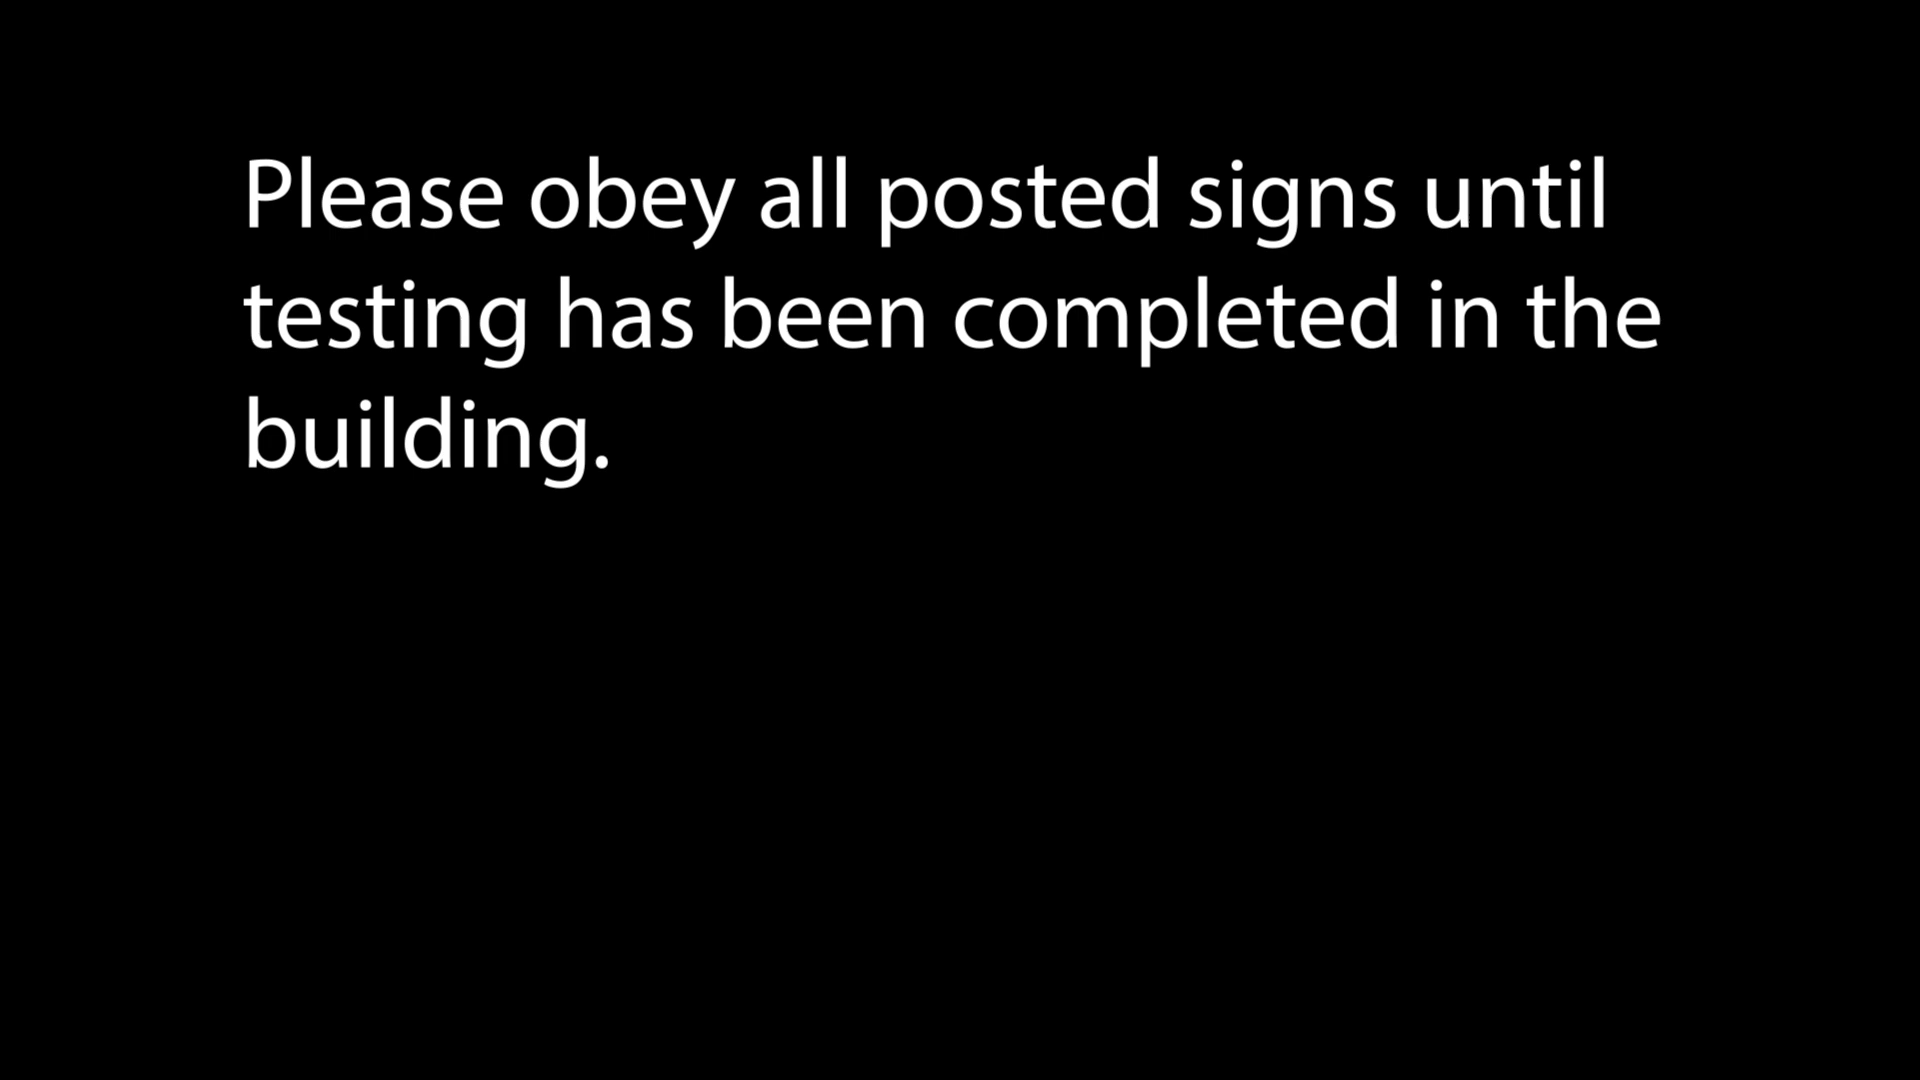 Please obey all posted signs until
testing has been completed in the
building.